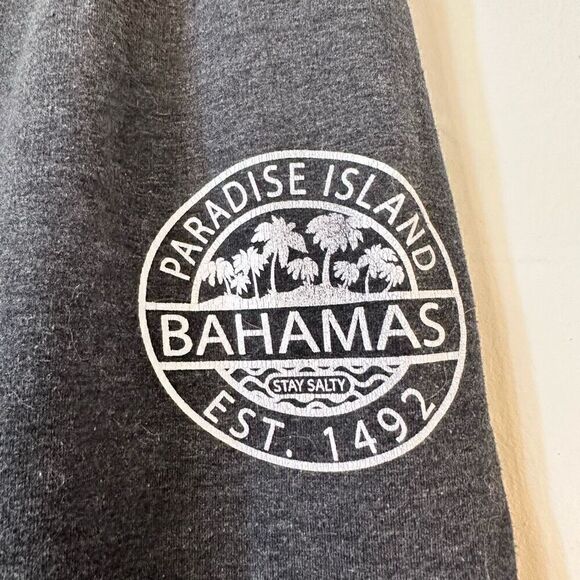 PARADISE ISLAND
BAHAMAS
STAY SALTY
EST. 1492